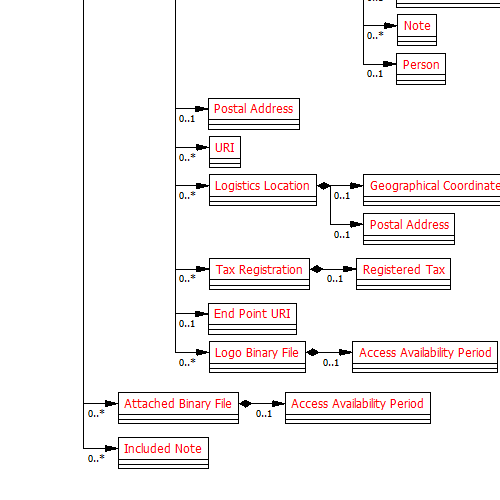 Note
0..*
Person
0..1
Postal Address
0..1
URI
0..*
Logistics Location
Geographical Coordinate
0..*
0..1
Postal Address
0..1
Tax Registration
Registered Tax
0..*
0..1
End Point URI
0..1
Logo Binary File
Access Availability Period
0..*
0..1
Attached Binary File
Access Availability Period
0..*
0..1
Included Note
0..*